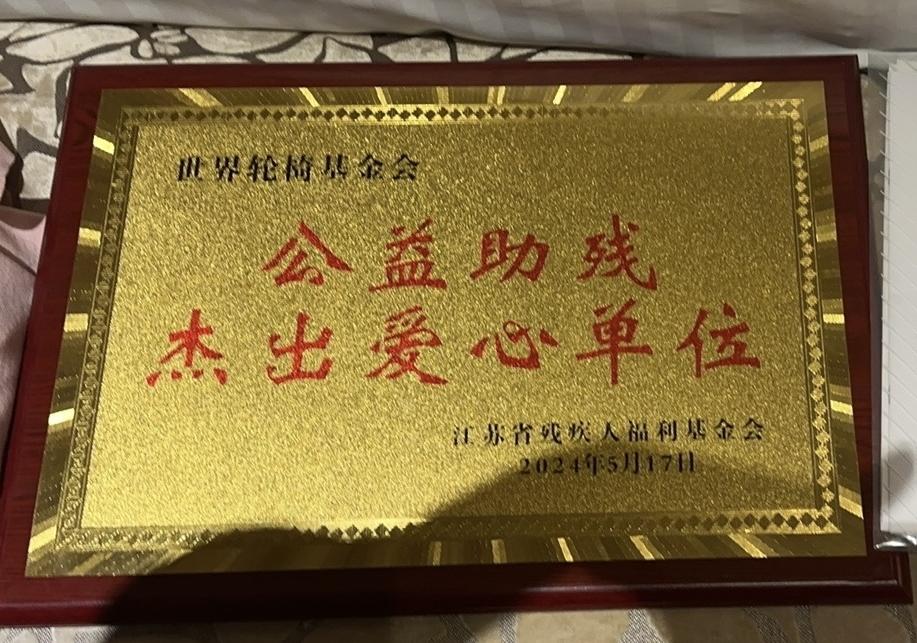 世界轮椅基金会
公益助残
杰出爱心单位
江苏省残疾人福利基金会
2024年5月17日